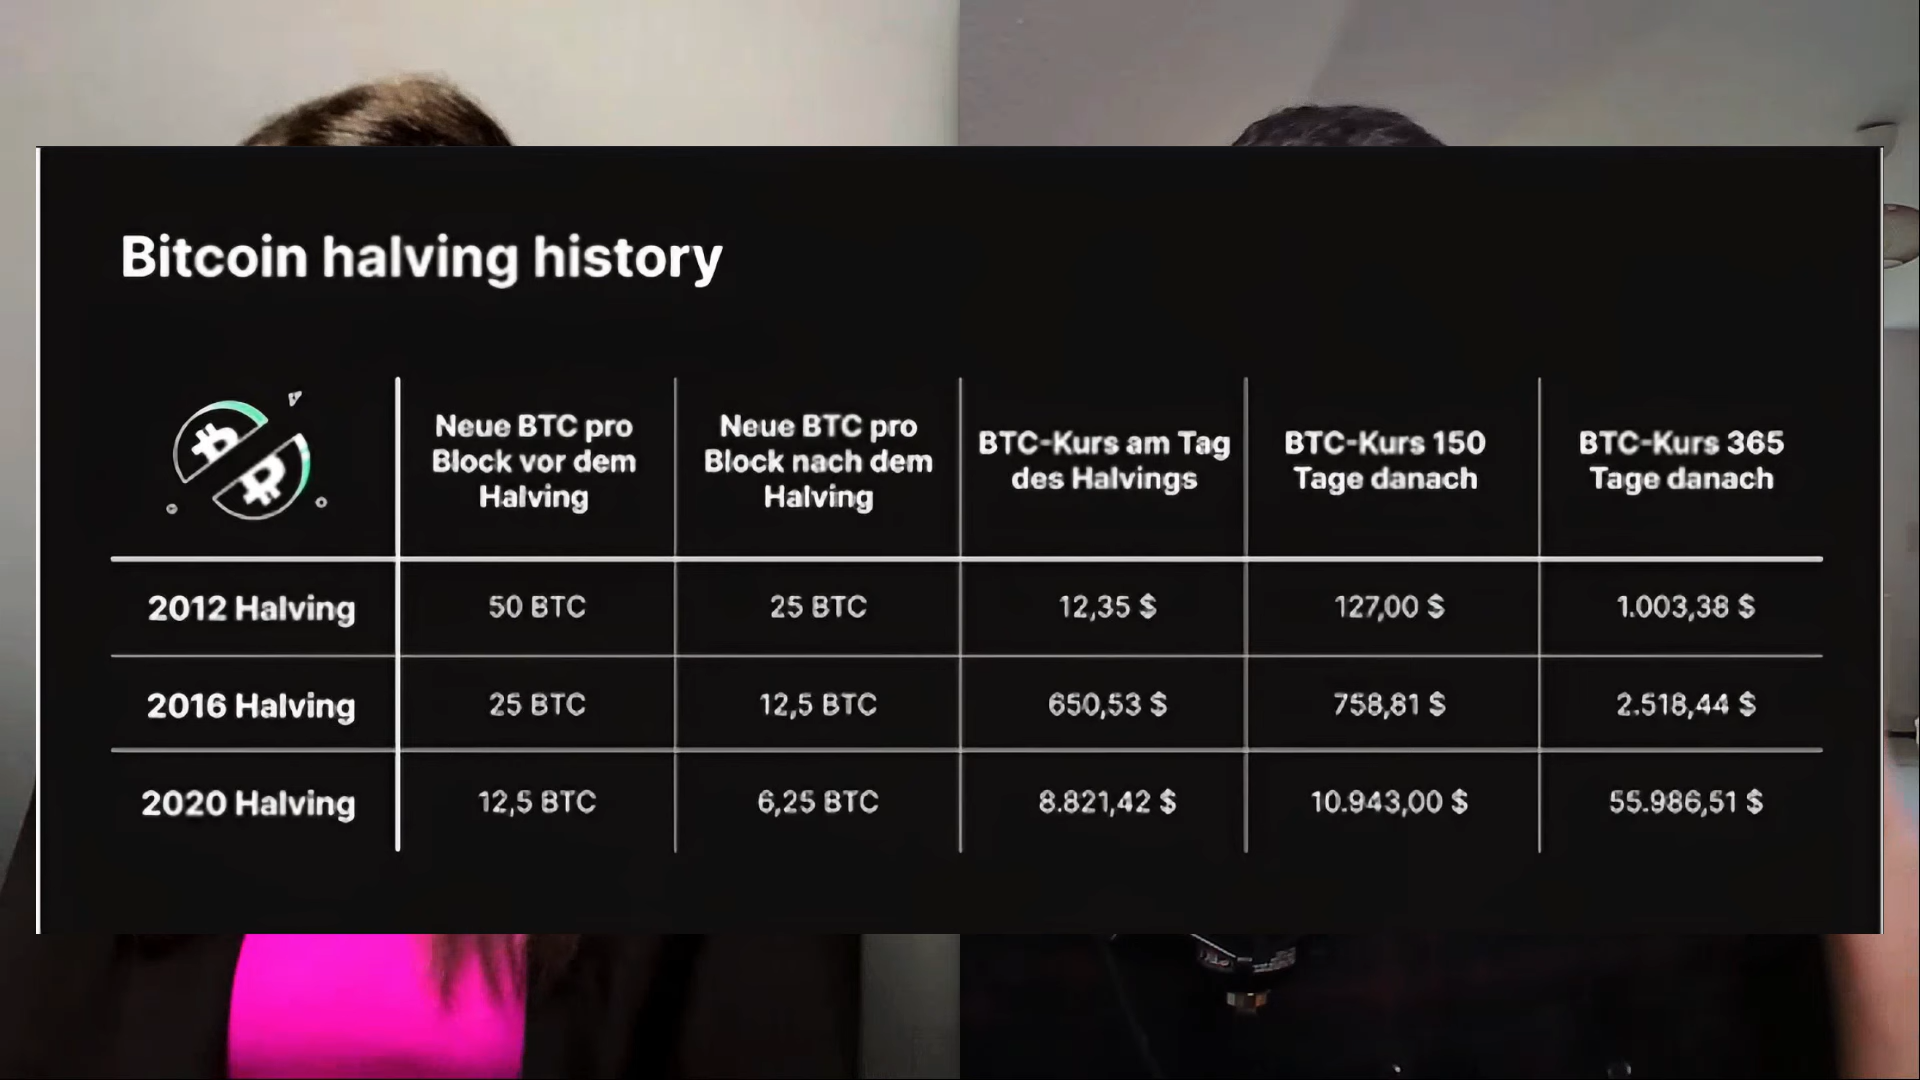 Bitcoin halving history
Neue BTC pro
Block vor dem
Halving
Neue BTC pro
Block nach dem
Halving
BTC-Kurs am Tag
des Halvings
BTC-Kurs 150
Tage danach
BTC-Kurs 365
Tage danach
2012 Halving 50 BTC 25 BTC 12,35 $ 127,00 $ 1.003,38 $
2016 Halving 25 BTC 12,5 BTC 650,53 $ 758,81 $ 2.518,44 $
2020 Halving 12,5 BTC 6,25 BTC 8.821,42 $ 10.943,00 $ 55.986,51 $